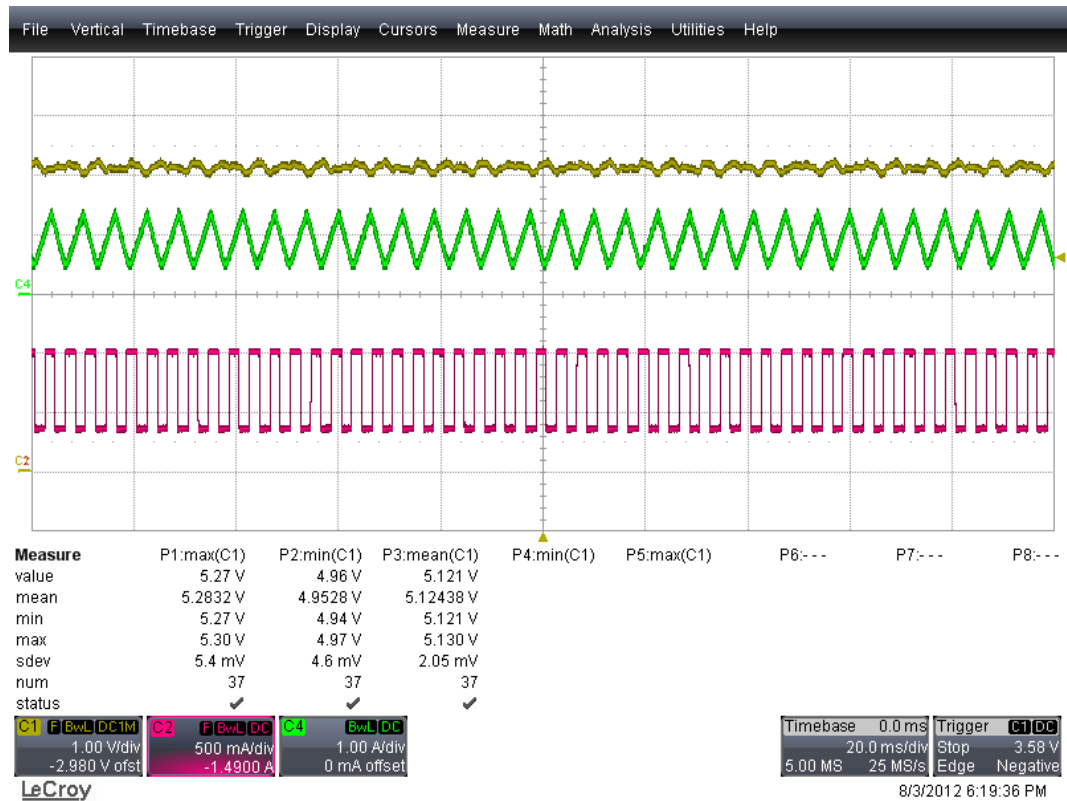 File Vertical Timebase Trigger Display Cursors Measure Math Analysis Utilities Help
C4
C2
Measure P1:max(C1) P2:min(C1) P3:mean(C1) P4:min(C1) P5:max(C1) P6:- - - P7:- - - P8:- - -
value 5.27 V 4.96 V 5.121 V
mean 5.2832 V 4.9528 V 5.12438 V
min 5.27 V 4.94 V 5.121 V
max 5.30 V 4.97 V 5.130 V
sdev 5.4 mV 4.6 mV 2.05 mV
num 37 37 37
status
C1 F BwL DC1M C2 F BwL DC C4 BwL DC Timebase 0.0 ms Trigger C1 DC
1.00 V/div 500 mA/div 1.00 A/div 20.0 ms/div Stop 3.58 V
-2.980 V ofst -1.4900 A 0 mA offset 5.00 MS 25 MS/s Edge Negative
LeCroy 8/3/2012 6:19:36 PM